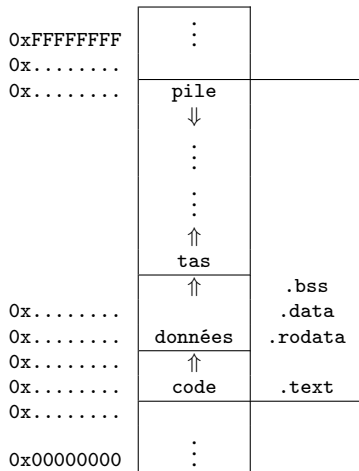 0xFFFFFFFF
0x........
0x........ pile
⇓
⇑
tas
⇑ .bss
0x........ .data
0x........ données .rodata
0x........ ⇑
0x........ code .text
0x........
0x00000000